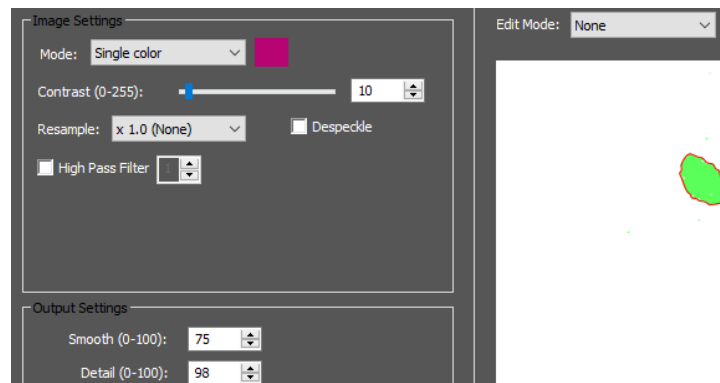 Image Settings
Edit Mode: None
Mode: Single color
Contrast (0-255): 10
Resample: x 1.0 (None) Despeckle
High Pass Filter 1
Output Settings
Smooth (0-100): 75
Detail (0-100): 98